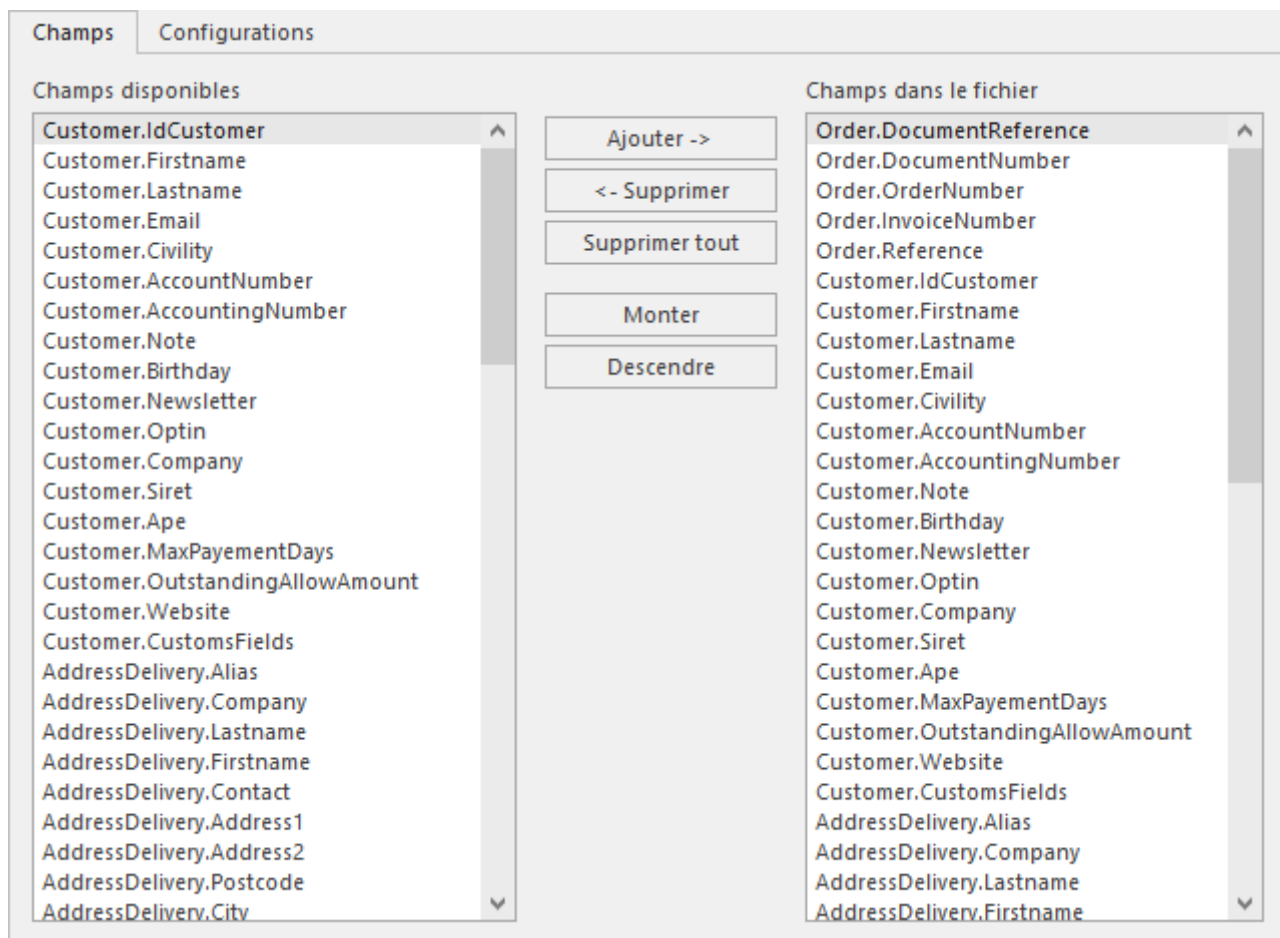 Champs
Configurations
Champs disponibles
Customer.IdCustomer
Customer.Firstname
Customer.Lastname
Customer.Email
Customer.Civility
Customer.AccountNumber
Customer.AccountingNumber
Customer.Note
Customer.Birthday
Customer.Newsletter
Customer.Optin
Customer.Company
Customer.Siret
Customer.Ape
Customer.MaxPayementDays
Customer.OutstandingAllowAmount
Customer.Website
Customer.CustomsFields
AddressDelivery.Alias
AddressDelivery.Company
AddressDelivery.Lastname
AddressDelivery.Firstname
AddressDelivery.Contact
AddressDelivery.Address1
AddressDelivery.Address2
AddressDelivery.Postcode
AddressDelivery.City
Ajouter ->
<- Supprimer
Supprimer tout
Monter
Descendre
Champs dans le fichier
Order.DocumentReference
Order.DocumentNumber
Order.OrderNumber
Order.InvoiceNumber
Order.Reference
Customer.IdCustomer
Customer.Firstname
Customer.Lastname
Customer.Email
Customer.Civility
Customer.AccountNumber
Customer.AccountingNumber
Customer.Note
Customer.Birthday
Customer.Newsletter
Customer.Optin
Customer.Company
Customer.Siret
Customer.Ape
Customer.MaxPayementDays
Customer.OutstandingAllowAmount
Customer.Website
Customer.CustomsFields
AddressDelivery.Alias
AddressDelivery.Company
AddressDelivery.Lastname
AddressDelivery.Firstname